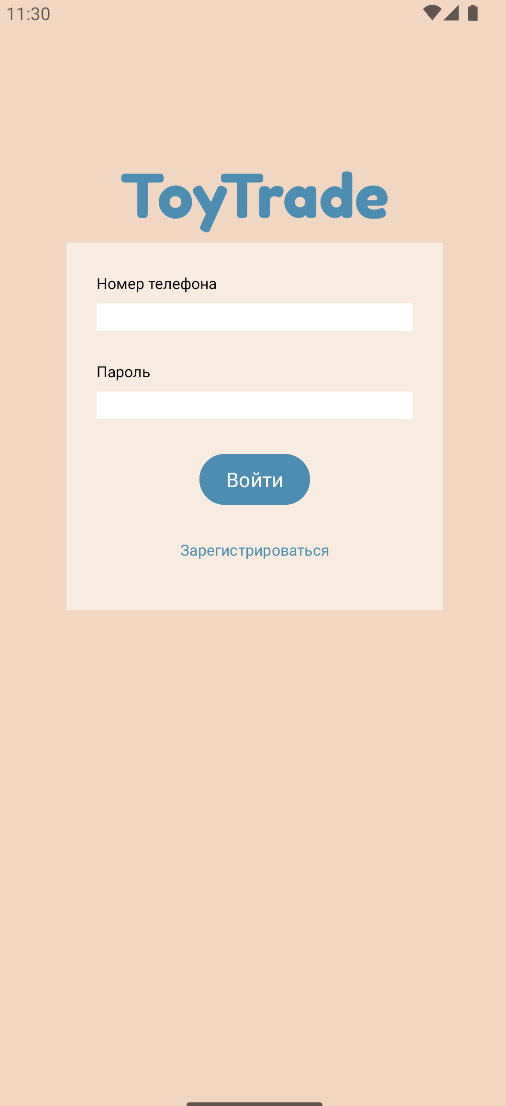 11:30
ToyTrade
Номер телефона
Пароль
Войти
Зарегистрироваться